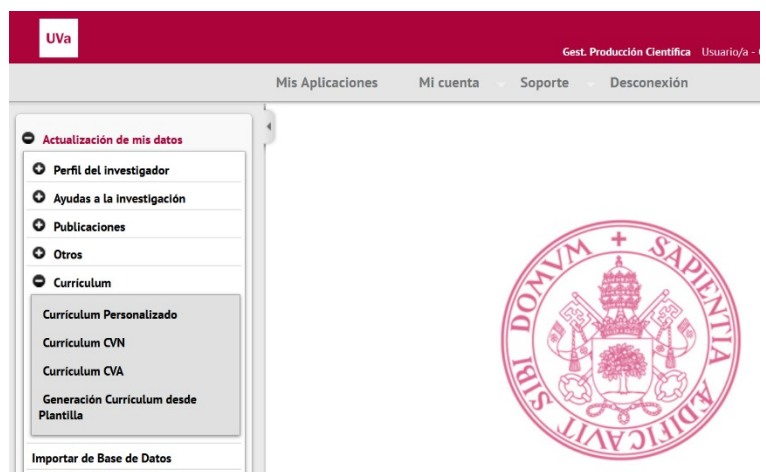 UVa
Gest. Producción Científica Usuario/a -
Mis Aplicaciones Mi cuenta Soporte Desconexión
Actualización de mis datos
Perfil del investigador
Ayudas a la investigación
Publicaciones
Otros
Currículum
Currículum Personalizado
Currículum CVN
Currículum CVA
Generación Currículum desde
Plantilla
Importar de Base de Datos
SAPIENTIA ÆDIFICAVIT SIBI DOMVM